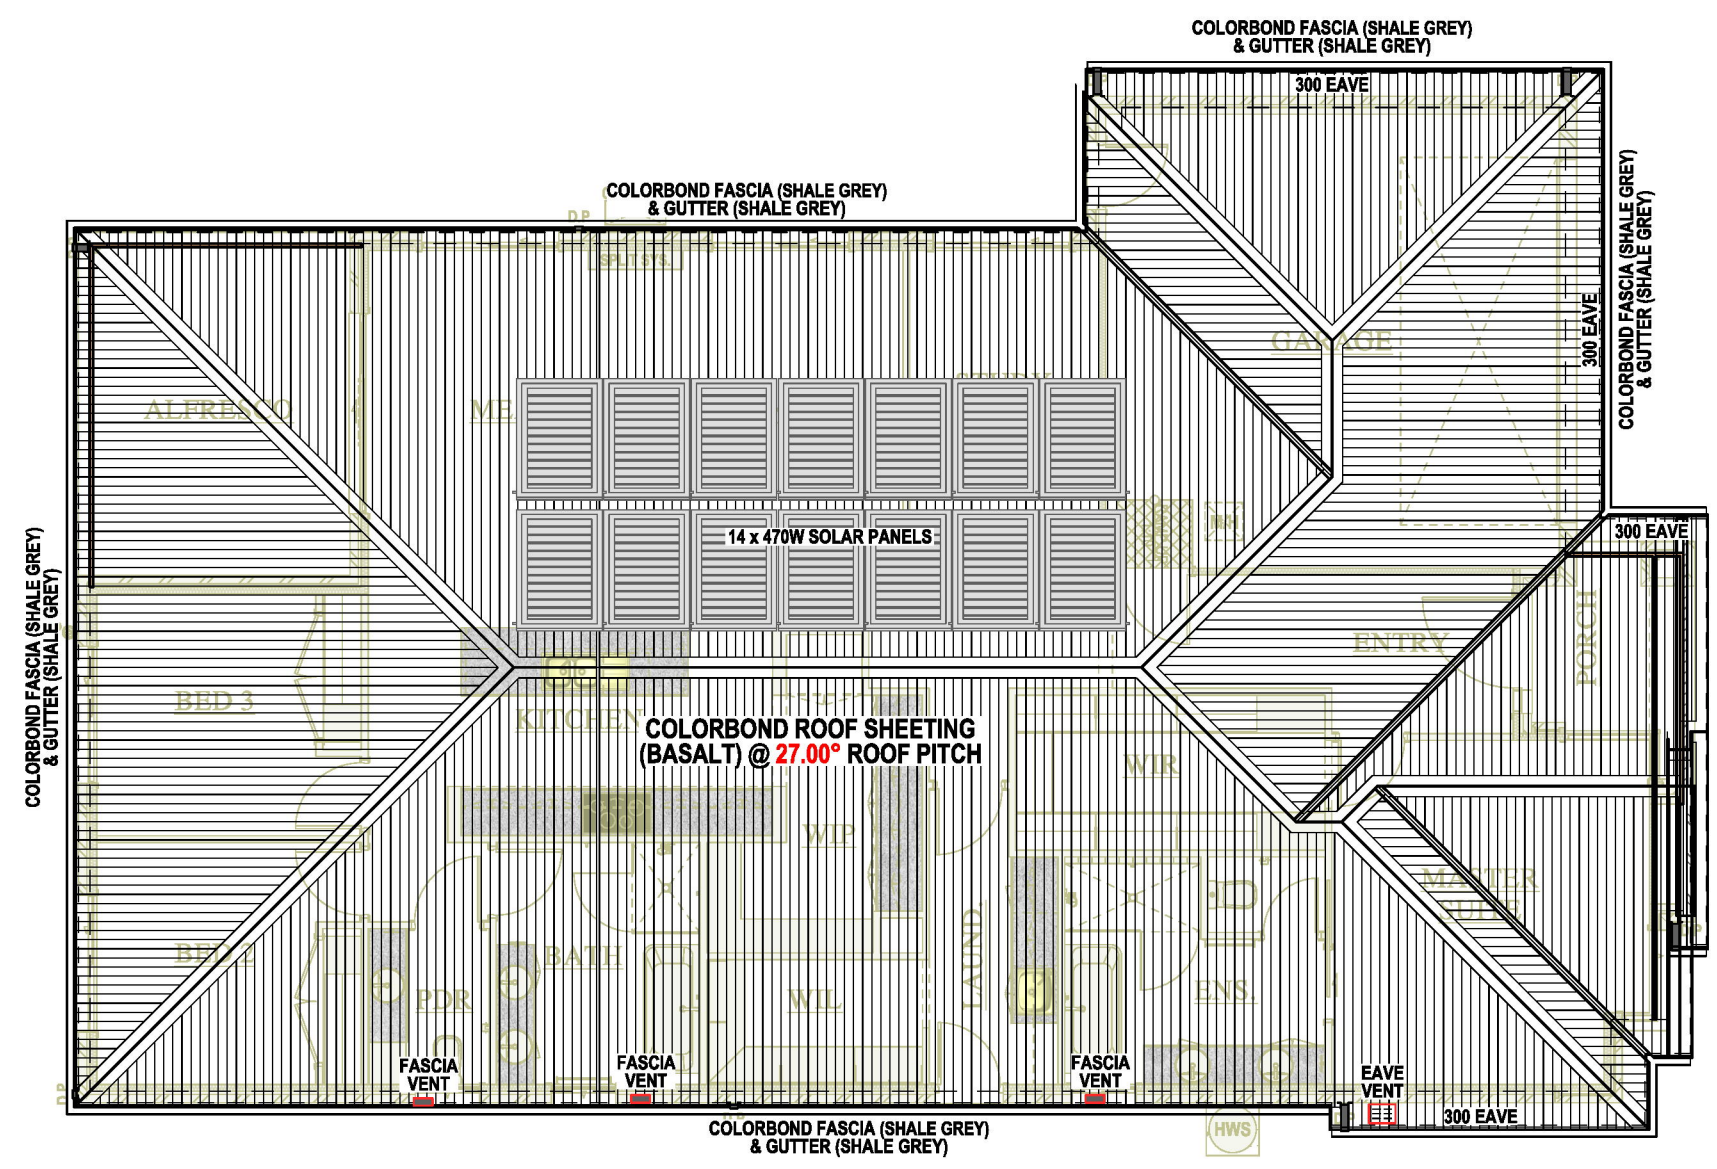 COLORBOND FASCIA (SHALE GREY)
& GUTTER (SHALE GREY)
300 EAVE
COLORBOND FASCIA (SHALE GREY)
& GUTTER (SHALE GREY)
DP
SPLIT SYS.
COLORBOND FASCIA (SHALE GREY)
& GUTTER (SHALE GREY)
300 EAVE
GARAGE
ALFRESCO
14 x 470W SOLAR PANELS
300 EAVE
COLORBOND FASCIA (SHALE GREY)
& GUTTER (SHALE GREY)
ENTRY
PORCH
BED 3
KITCHEN
COLORBOND ROOF SHEETING
(BASALT) @ 27.00° ROOF PITCH
WIR
WIP
MASTER
SUITE
BED 2
BATH
PDR
WIL
LAUND
ENS.
FASCIA
VENT
FASCIA
VENT
FASCIA
VENT
EAVE
VENT
300 EAVE
HWS
COLORBOND FASCIA (SHALE GREY)
& GUTTER (SHALE GREY)